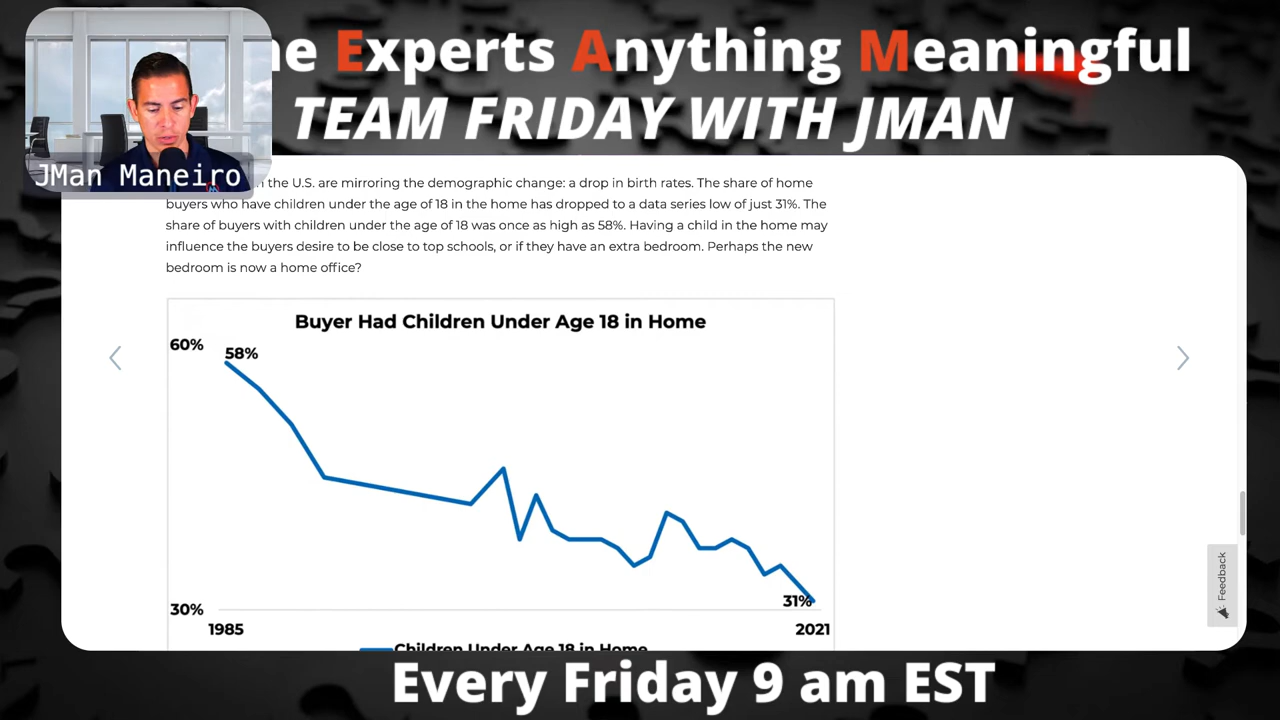 ne Experts Anything Meaningful
TEAM FRIDAY WITH JMAN
JMan Maneiro
the U.S. are mirroring the demographic change: a drop in birth rates. The share of home
buyers who have children under the age of 18 in the home has dropped to a data series low of just 31%. The
share of buyers with children under the age of 18 was once as high as 58%. Having a child in the home may
influence the buyers desire to be close to top schools, or if they have an extra bedroom. Perhaps the new
bedroom is now a home office?
Buyer Had Children Under Age 18 in Home
60%
58%
31%
30%
1985
2021
Children Under Age 18 in Home
Feedback
Every Friday 9 am EST